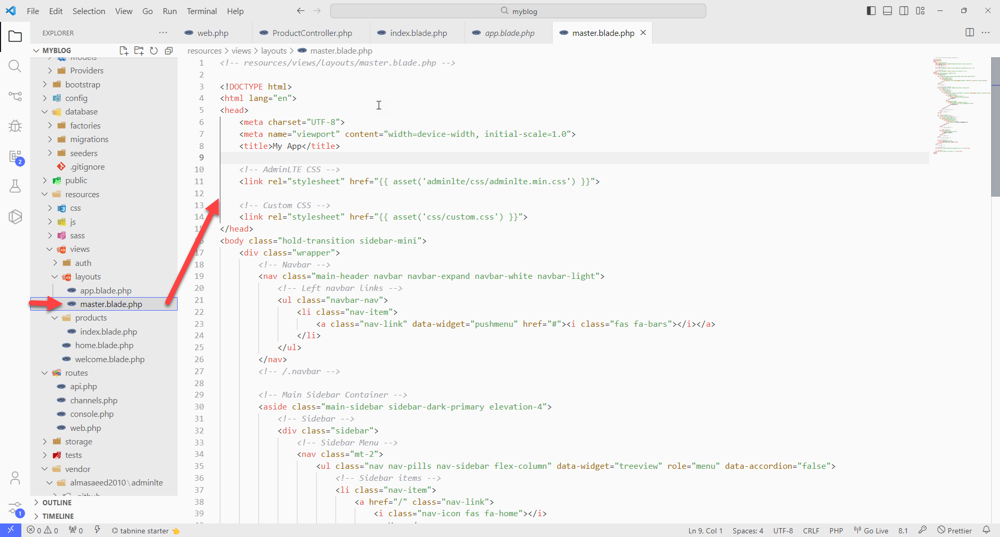 File Edit Selection View Go Run Terminal Help
myblog
EXPLORER
web.php ProductController.php index.blade.php app.blade.php master.blade.php
MYBLOG
resources > views > layouts > master.blade.php
Models
Providers
bootstrap
config
database
factories
migrations
seeders
.gitignore
public
resources
css
js
sass
views
auth
layouts
app.blade.php
master.blade.php
products
index.blade.php
home.blade.php
welcome.blade.php
routes
api.php
channels.php
console.php
web.php
storage
tests
vendor
almasaeed2010\adminlte
.github
OUTLINE
TIMELINE
2
1
1 <!-- resources/views/layouts/master.blade.php -->
2
3 <!DOCTYPE html>
4 <html lang="en">
5 <head>
6 <meta charset="UTF-8">
7 <meta name="viewport" content="width=device-width, initial-scale=1.0">
8 <title>My App</title>
9
10 <!-- AdminLTE CSS -->
11 <link rel="stylesheet" href="{{ asset('adminlte/css/adminlte.min.css') }}">
12
13 <!-- Custom CSS -->
14 <link rel="stylesheet" href="{{ asset('css/custom.css') }}">
15 </head>
16 <body class="hold-transition sidebar-mini">
17 <div class="wrapper">
18 <!-- Navbar -->
19 <nav class="main-header navbar navbar-expand navbar-white navbar-light">
20 <!-- Left navbar links -->
21 <ul class="navbar-nav">
22 <li class="nav-item">
23 <a class="nav-link" data-widget="pushmenu" href="#"><i class="fas fa-bars"></i></a>
24 </li>
25 </ul>
26 </nav>
27 <!-- /.navbar -->
28
29 <!-- Main Sidebar Container -->
30 <aside class="main-sidebar sidebar-dark-primary elevation-4">
31 <!-- Sidebar -->
32 <div class="sidebar">
33 <!-- Sidebar Menu -->
34 <nav class="mt-2">
35 <ul class="nav nav-pills nav-sidebar flex-column" data-widget="treeview" role="menu" data-accordion="false">
36 <!-- Sidebar items -->
37 <li class="nav-item">
38 <a href="/" class="nav-link">
39 <i class="nav-icon fas fa-home"></i>
0 0 0 tabnine starter Ln 9, Col 1 Spaces: 4 UTF-8 CRLF PHP Go Live 8.1 Prettier